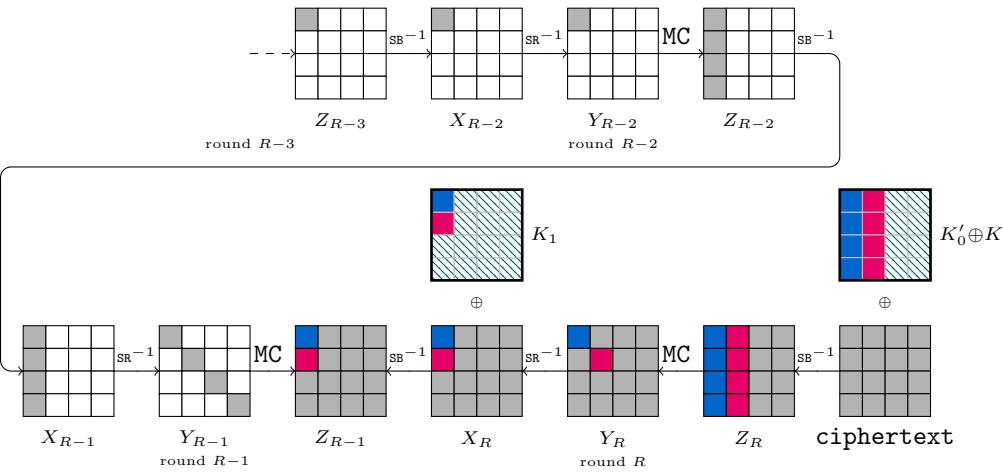 SB⁻¹ SR⁻¹ MC SB⁻¹
Z_{R−3} X_{R−2} Y_{R−2} Z_{R−2}
round R−3 round R−2
K_1 K′_0⊕K
⊕ ⊕
SR⁻¹ MC SB⁻¹ SR⁻¹ MC SB⁻¹
X_{R−1} Y_{R−1} Z_{R−1} X_R Y_R Z_R ciphertext
round R−1 round R